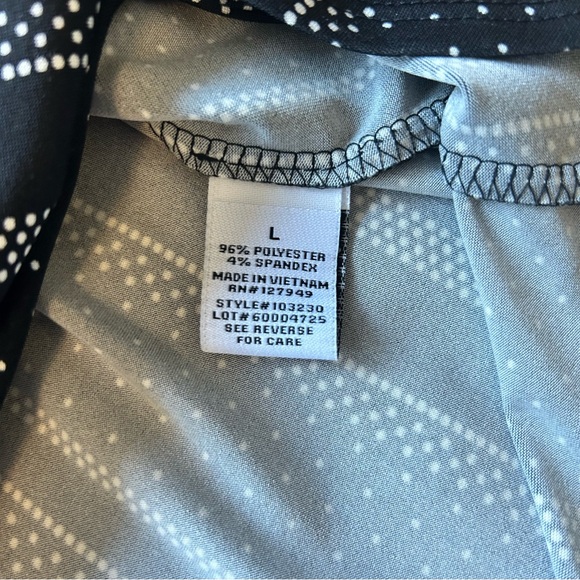 L
96% POLYESTER
4% SPANDEX
MADE IN VIETNAM
RN#127949
STYLE#103230
LOT#60004725
SEE REVERSE
FOR CARE